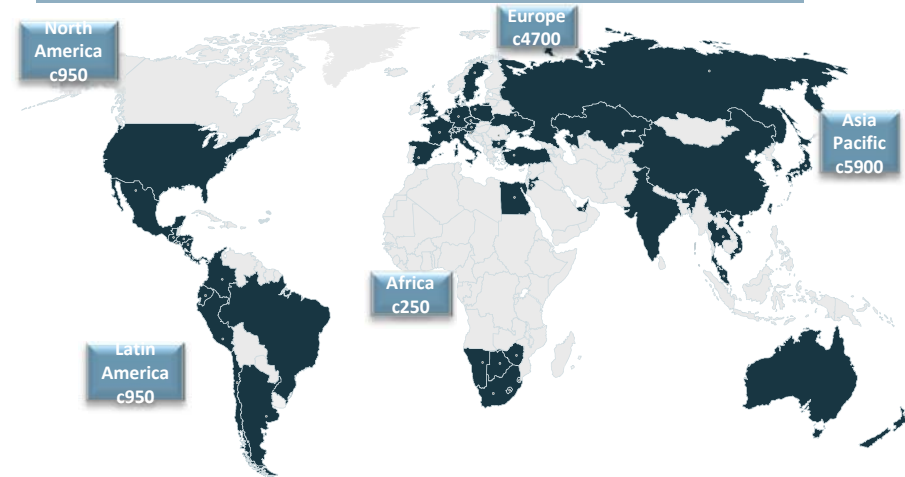 North
America
c950
Europe
c4700
Asia
Pacific
c5900
Africa
c250
Latin
America
c950